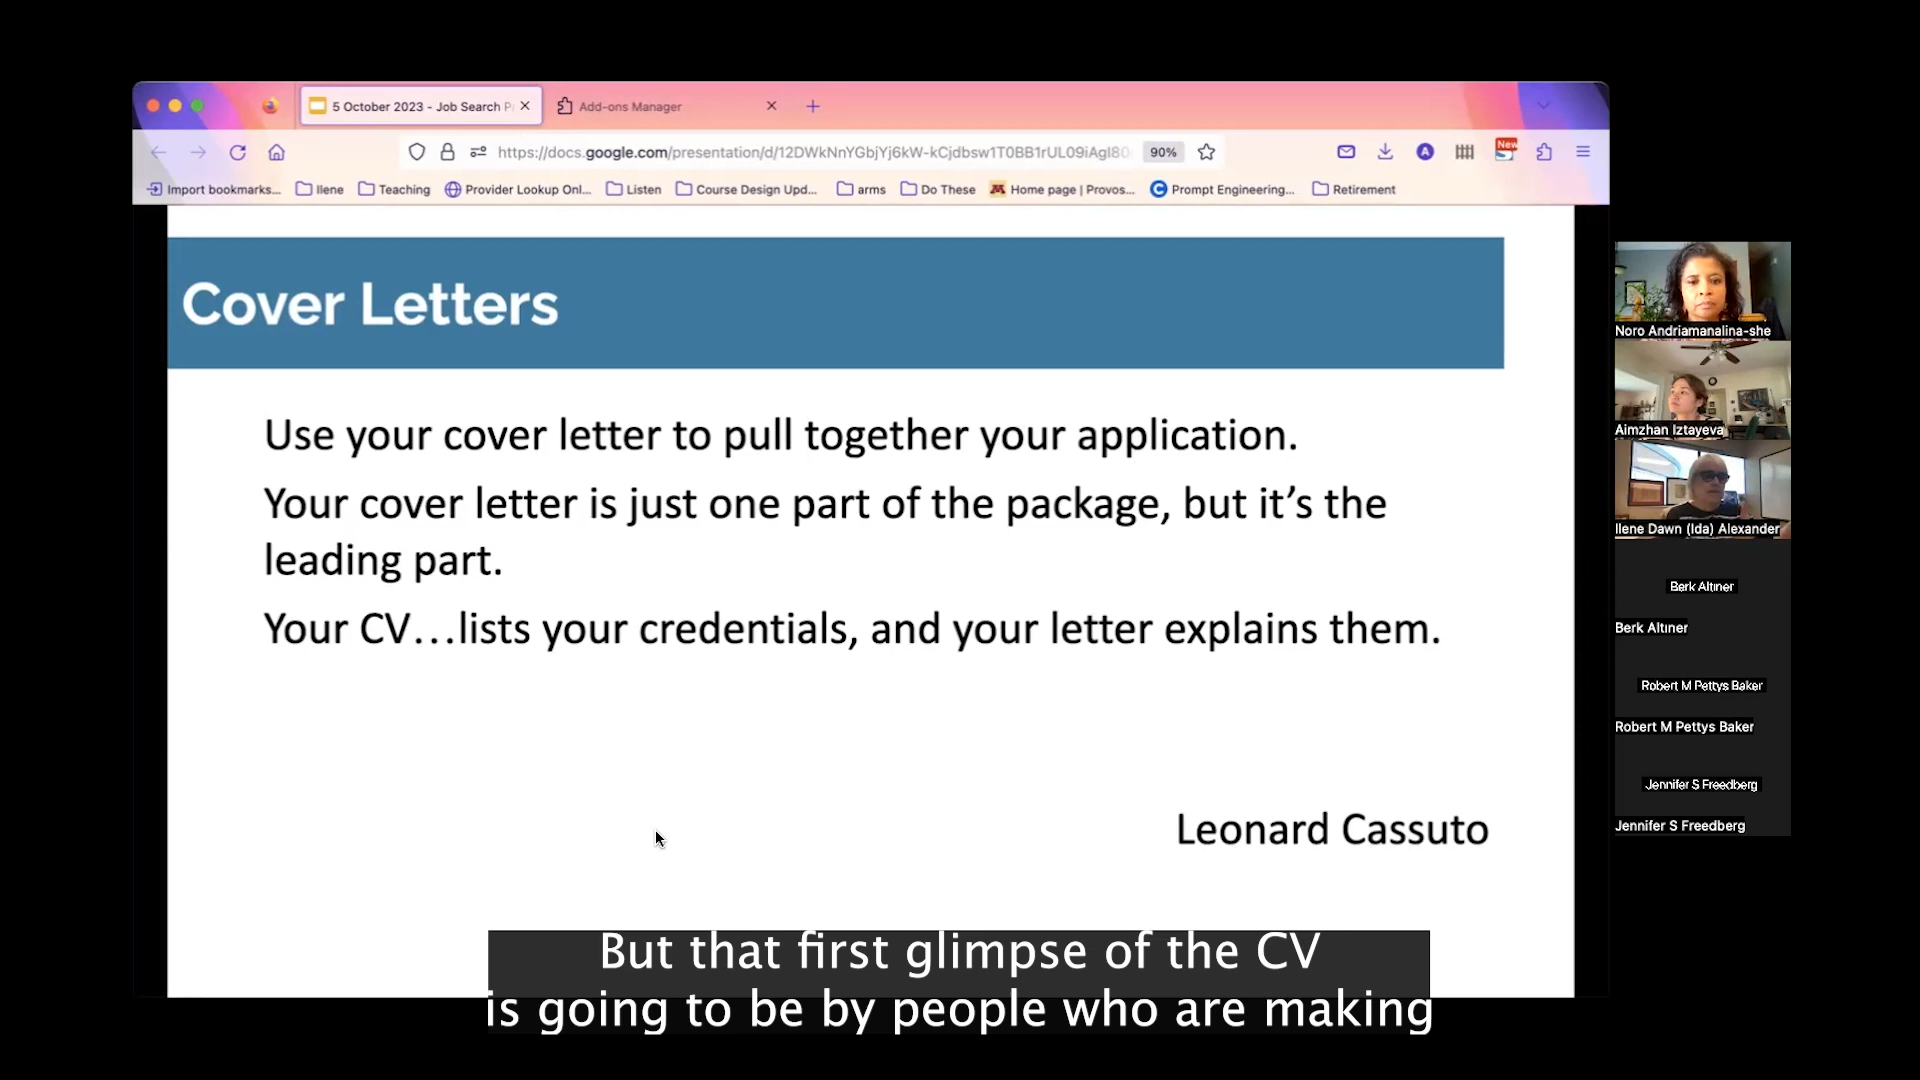 5 October 2023 - Job Search P
Add-ons Manager
https://docs.google.com/presentation/d/12DWkNnYGbjYj6kW-kCjdbsw1T0BB1rUL09iAgI80
90%
A
New
Import bookmarks...
Ilene
Teaching
Provider Lookup Onl...
Listen
Course Design Upd...
arms
Do These
Home page | Provos...
Prompt Engineering...
Retirement
Cover Letters
Use your cover letter to pull together your application.
Your cover letter is just one part of the package, but it’s the
leading part.
Your CV…lists your credentials, and your letter explains them.
Leonard Cassuto
But that first glimpse of the CV
is going to be by people who are making
Noro Andriamanalina-she
Aimzhan Iztayeva
Ilene Dawn (Ida) Alexander
Berk Altıner
Berk Altıner
Robert M Pettys Baker
Robert M Pettys Baker
Jennifer S Freedberg
Jennifer S Freedberg